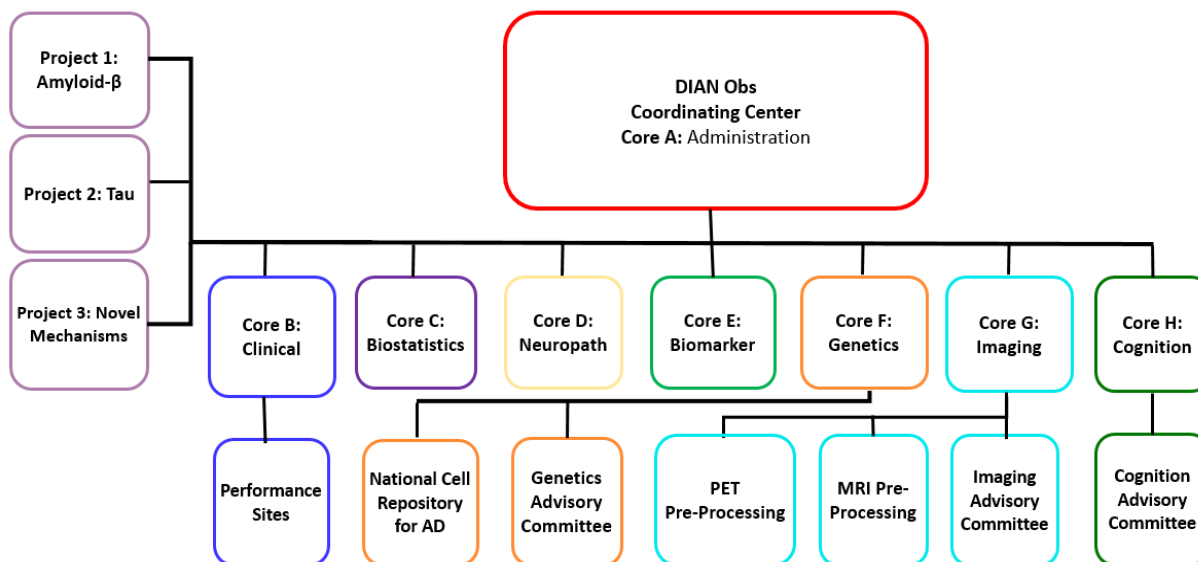 Project 1:
Amyloid-β
DIAN Obs
Coordinating Center
Core A: Administration
Project 2: Tau
Project 3: Novel
Mechanisms
Core B:
Clinical
Core C:
Biostatistics
Core D:
Neuropath
Core E:
Biomarker
Core F:
Genetics
Core G:
Imaging
Core H:
Cognition
Performance
Sites
National Cell
Repository
for AD
Genetics
Advisory
Committee
PET
Pre-Processing
MRI Pre-
Processing
Imaging
Advisory
Committee
Cognition
Advisory
Committee